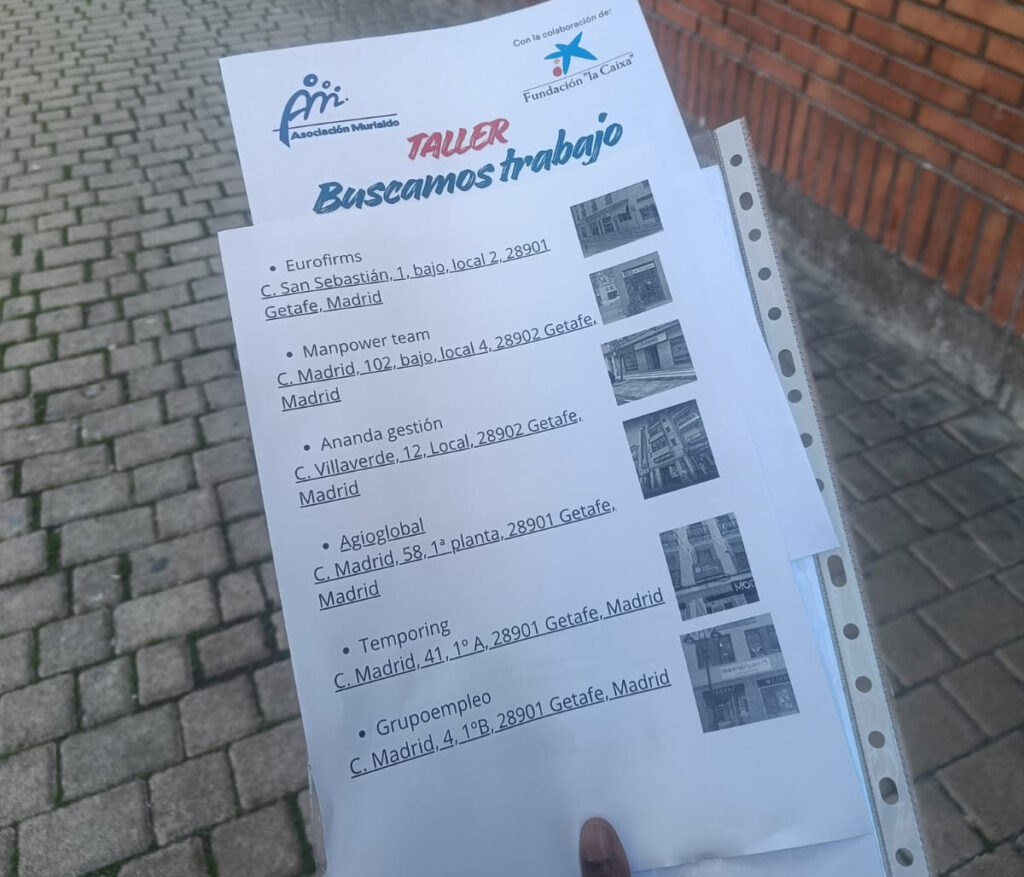 Con la colaboración de:
Fundación "la Caixa"
Asociación Murialdo
TALLER
Buscamos trabajo
• Eurofirms
C. San Sebastián, 1, bajo, local 2, 28901
Getafe, Madrid
• Manpower team
C. Madrid, 102, bajo, local 4, 28902 Getafe,
Madrid
• Ananda gestión
C. Villaverde, 12, Local, 28902 Getafe,
Madrid
• Agioglobal
C. Madrid, 58, 1ª planta, 28901 Getafe,
Madrid
• Temporing
C. Madrid, 41, 1º A, 28901 Getafe, Madrid
• Grupoempleo
C. Madrid, 4, 1ºB, 28901 Getafe, Madrid